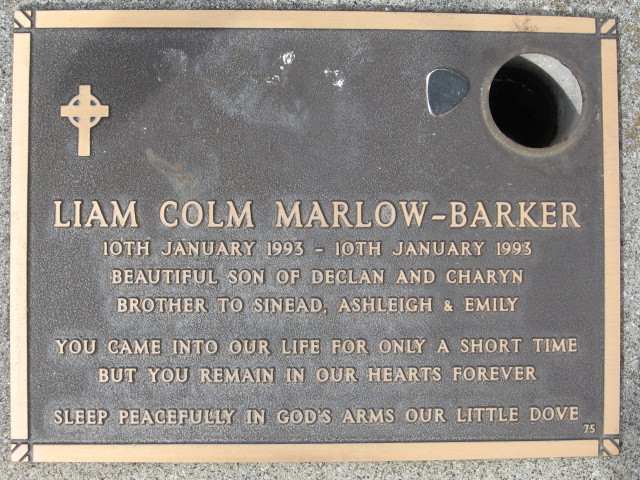 LIAM COLM MARLOW-BARKER
10TH JANUARY 1993 - 10TH JANUARY 1993
BEAUTIFUL SON OF DECLAN AND CHARYN
BROTHER TO SINEAD, ASHLEIGH & EMILY
YOU CAME INTO OUR LIFE FOR ONLY A SHORT TIME
BUT YOU REMAIN IN OUR HEARTS FOREVER
SLEEP PEACEFULLY IN GOD'S ARMS OUR LITTLE DOVE
75